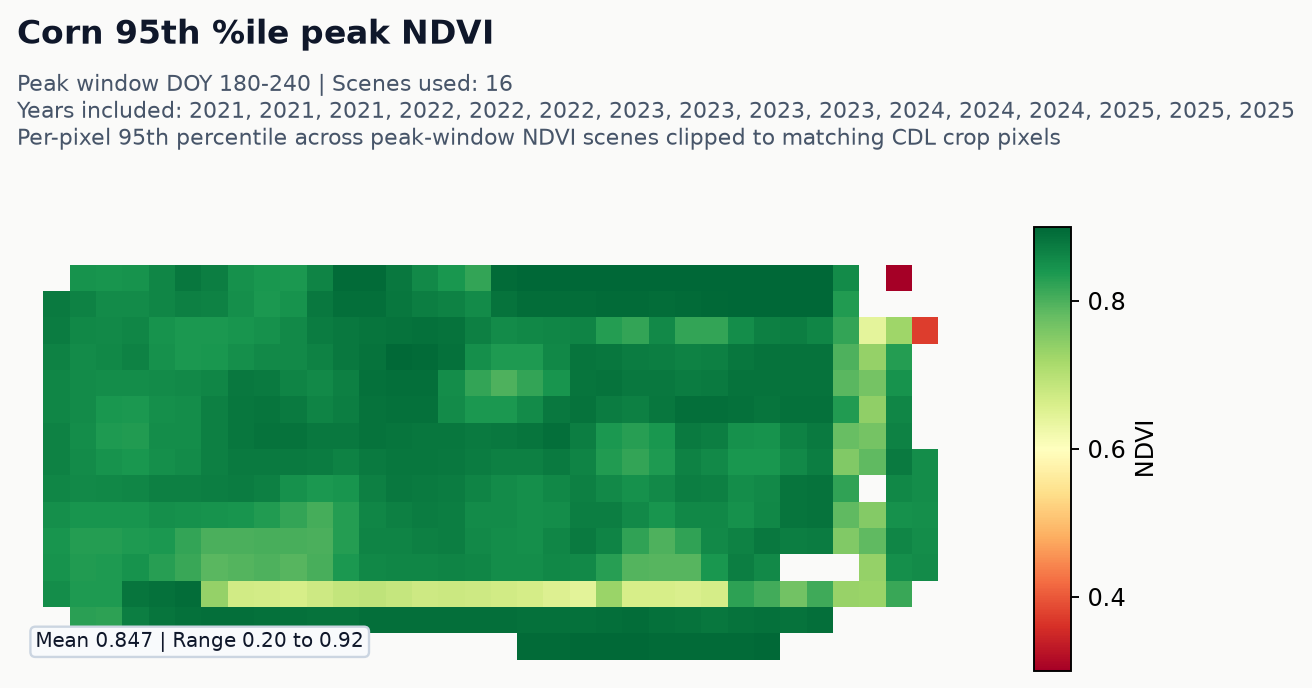 Corn 95th %ile peak NDVI
Peak window DOY 180-240 | Scenes used: 16
Years included: 2021, 2021, 2021, 2022, 2022, 2022, 2023, 2023, 2023, 2023, 2024, 2024, 2024, 2025, 2025, 2025
Per-pixel 95th percentile across peak-window NDVI scenes clipped to matching CDL crop pixels
0.8
0.6
NDVI
0.4
Mean 0.847 | Range 0.20 to 0.92